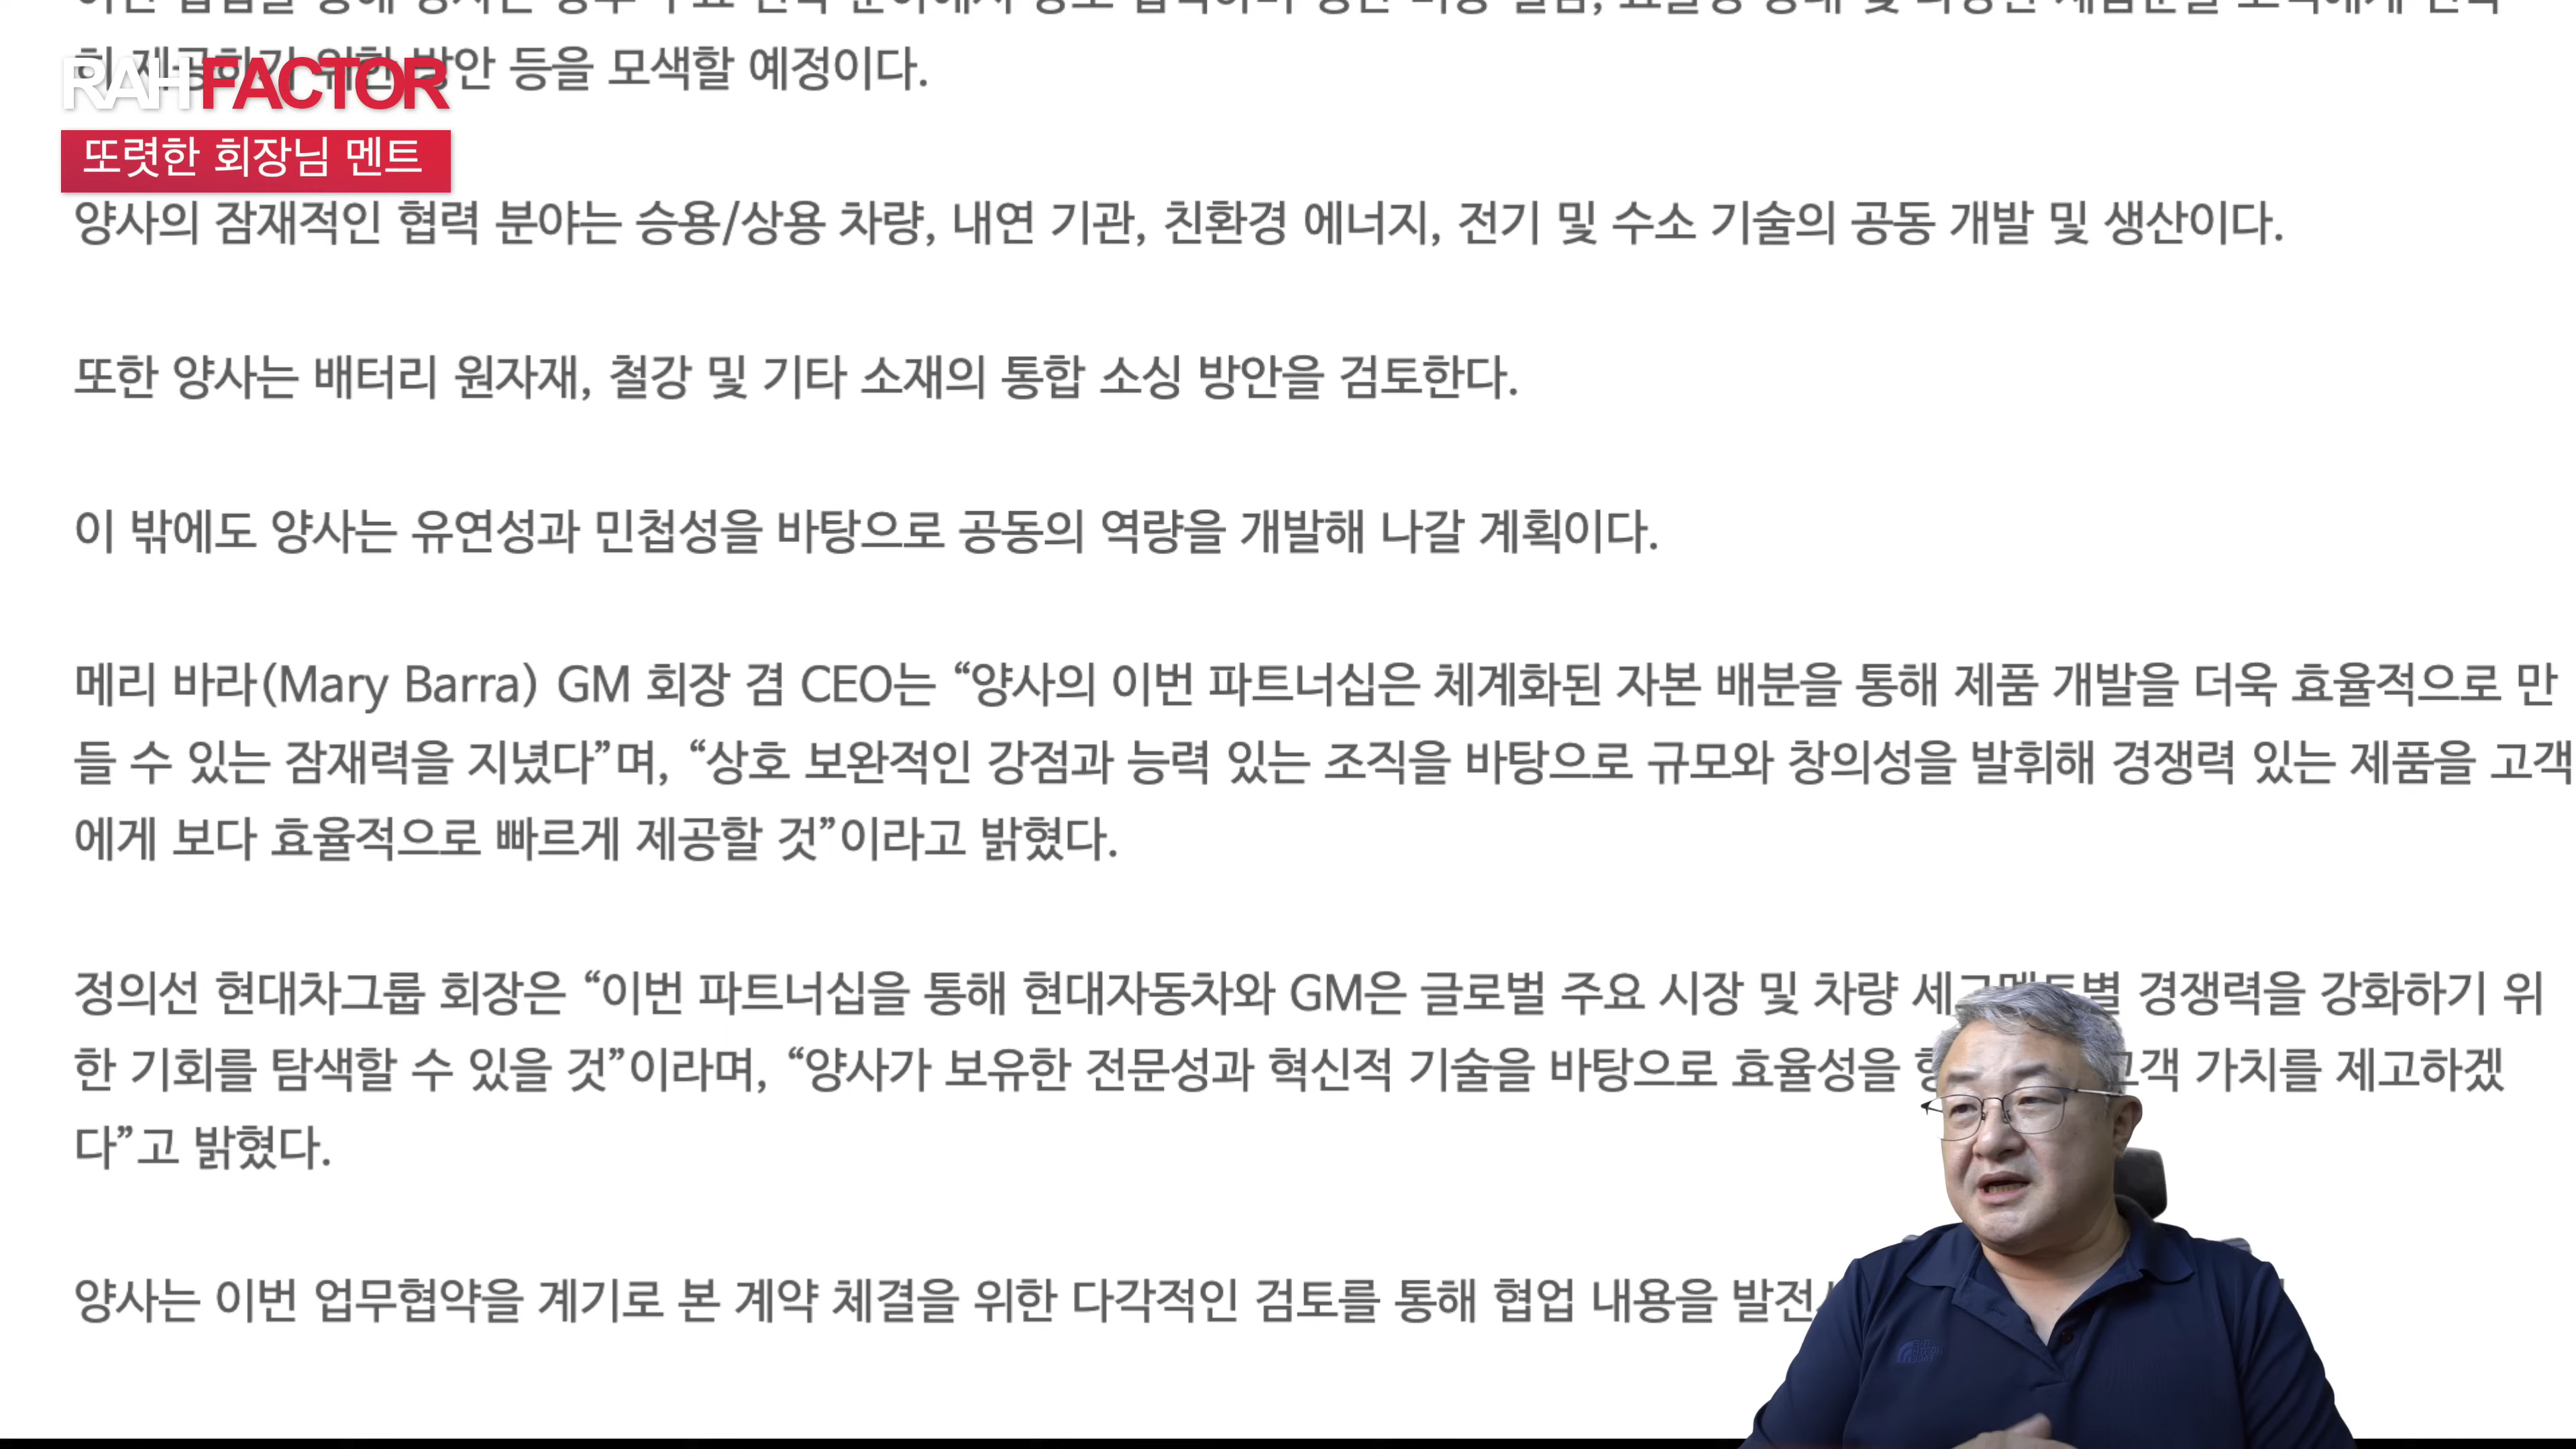 방안 등을 모색할 예정이다.
RAH FACTOR
또렷한 회장님 멘트
양사의 잠재적인 협력 분야는 승용/상용 차량, 내연 기관, 친환경 에너지, 전기 및 수소 기술의 공동 개발 및 생산이다.
또한 양사는 배터리 원자재, 철강 및 기타 소재의 통합 소싱 방안을 검토한다.
이 밖에도 양사는 유연성과 민첩성을 바탕으로 공동의 역량을 개발해 나갈 계획이다.
메리 바라(Mary Barra) GM 회장 겸 CEO는 “양사의 이번 파트너십은 체계화된 자본 배분을 통해 제품 개발을 더욱 효율적으로 만
들 수 있는 잠재력을 지녔다”며, “상호 보완적인 강점과 능력 있는 조직을 바탕으로 규모와 창의성을 발휘해 경쟁력 있는 제품을 고객
에게 보다 효율적으로 빠르게 제공할 것”이라고 밝혔다.
정의선 현대차그룹 회장은 “이번 파트너십을 통해 현대자동차와 GM은 글로벌 주요 시장 및 차량 경쟁력을 강화하기 위
한 기회를 탐색할 수 있을 것”이라며, “양사가 보유한 전문성과 혁신적 기술을 바탕으로 효율성을 가치를 제고하겠
다”고 밝혔다.
양사는 이번 업무협약을 계기로 본 계약 체결을 위한 다각적인 검토를 통해 협업 내용을